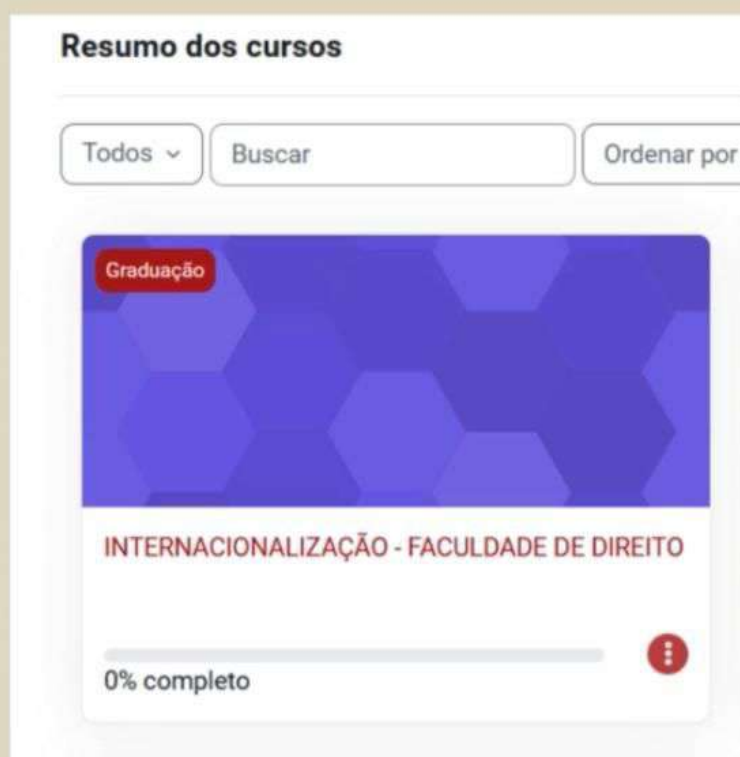 Resumo dos cursos
Todos
Buscar
Ordenar por
Graduação
INTERNACIONALIZAÇÃO - FACULDADE DE DIREITO
0% completo